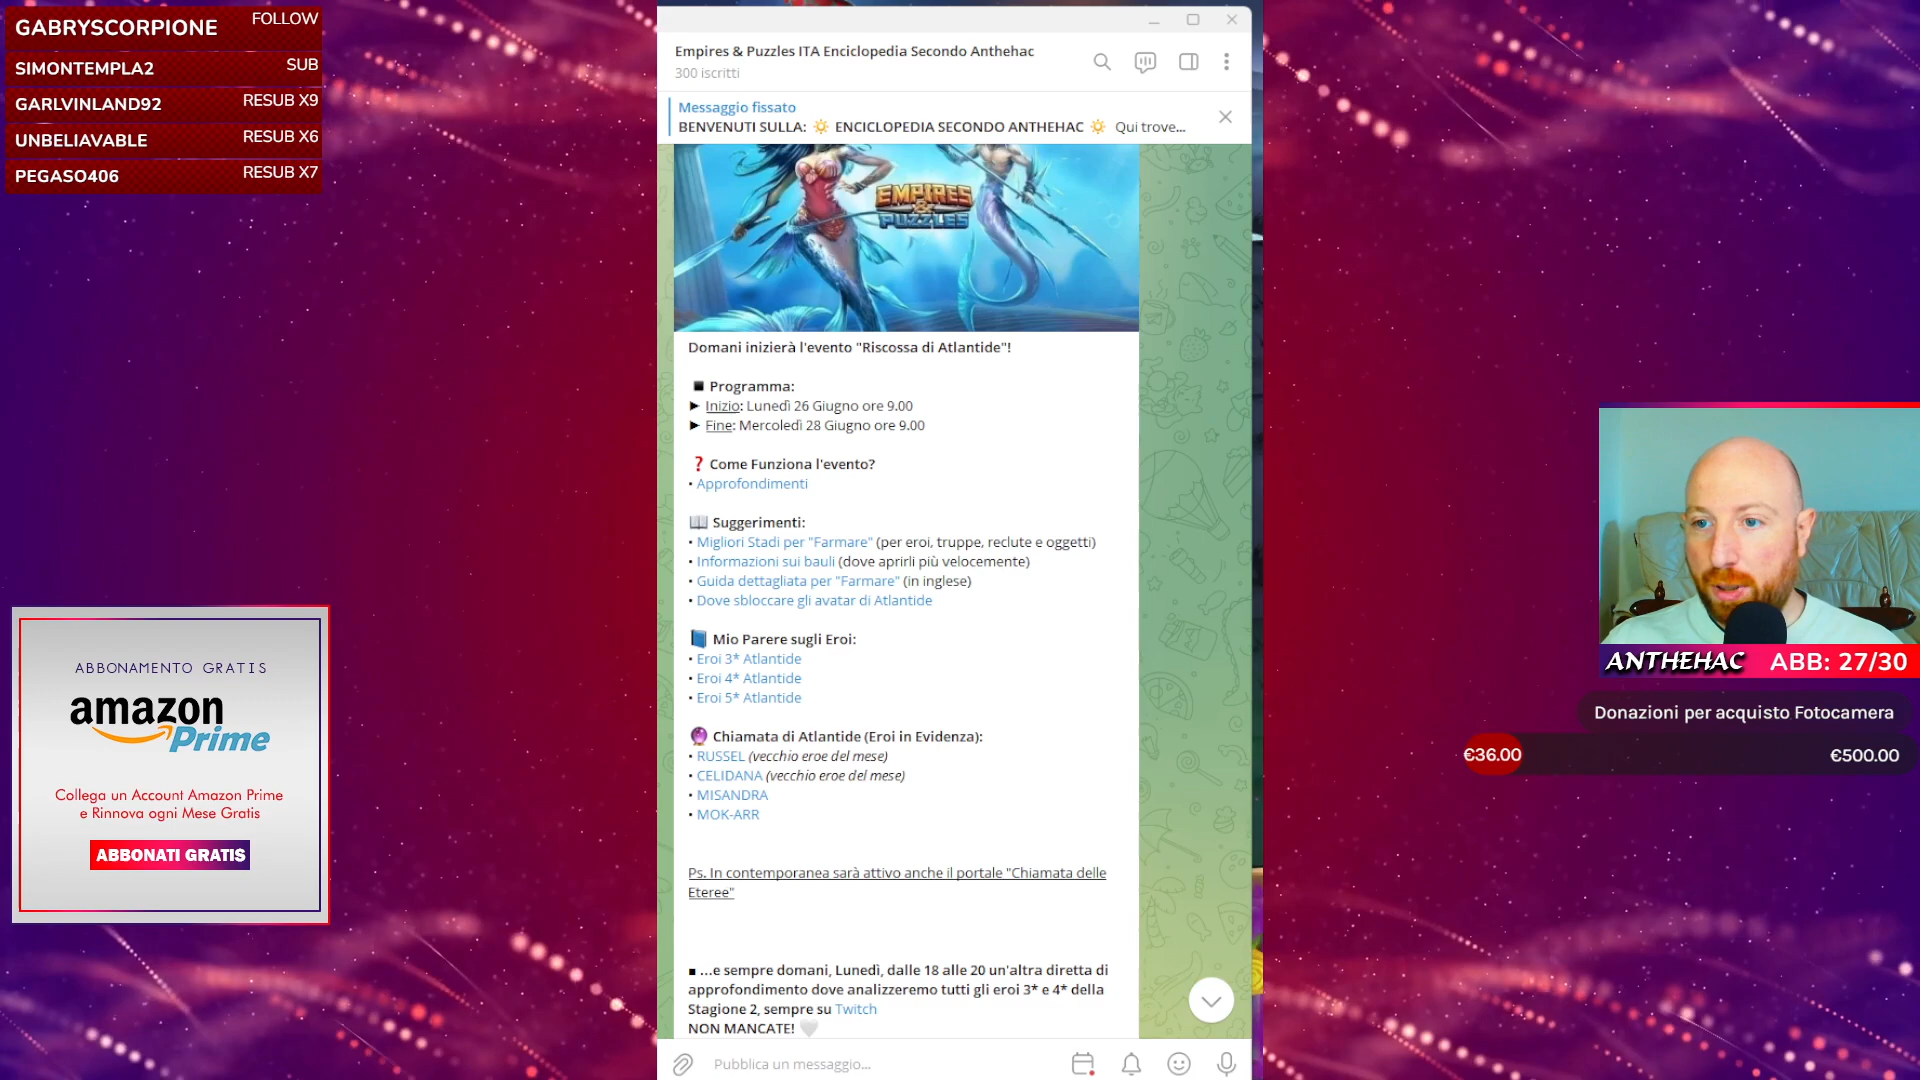 GABRYSCORPIONE FOLLOW
SIMONTEMPLA2 SUB
GARLVINLAND92 RESUB X9
UNBELIAVABLE RESUB X6
PEGASO406 RESUB X7
Empires & Puzzles ITA Enciclopedia Secondo Anthehac
300 iscritti
Messaggio fissato
BENVENUTI SULLA: ☀️ ENCICLOPEDIA SECONDO ANTHEHAC ☀️ Qui trove...
EMPIRES
&
PUZZLES
Domani inizierà l'evento "Riscossa di Atlantide"!
◾ Programma:
► Inizio: Lunedì 26 Giugno ore 9.00
► Fine: Mercoledì 28 Giugno ore 9.00
❓ Come Funziona l'evento?
• Approfondimenti
📖 Suggerimenti:
• Migliori Stadi per "Farmare" (per eroi, truppe, reclute e oggetti)
• Informazioni sui bauli (dove aprirli più velocemente)
• Guida dettagliata per "Farmare" (in inglese)
• Dove sbloccare gli avatar di Atlantide
📘 Mio Parere sugli Eroi:
• Eroi 3* Atlantide
• Eroi 4* Atlantide
• Eroi 5* Atlantide
🔮 Chiamata di Atlantide (Eroi in Evidenza):
• RUSSEL (vecchio eroe del mese)
• CELIDANA (vecchio eroe del mese)
• MISANDRA
• MOK-ARR
Ps. In contemporanea sarà attivo anche il portale "Chiamata delle
Eteree"
▪ ...e sempre domani, Lunedì, dalle 18 alle 20 un'altra diretta di
approfondimento dove analizzeremo tutti gli eroi 3* e 4* della
Stagione 2, sempre su Twitch
NON MANCATE! 🤍
Pubblica un messaggio...
ABBONAMENTO GRATIS
amazon
Prime
Collega un Account Amazon Prime
e Rinnova ogni Mese Gratis
ABBONATI GRATIS
ANTHEHAC ABB: 27/30
Donazioni per acquisto Fotocamera
€36.00 €500.00